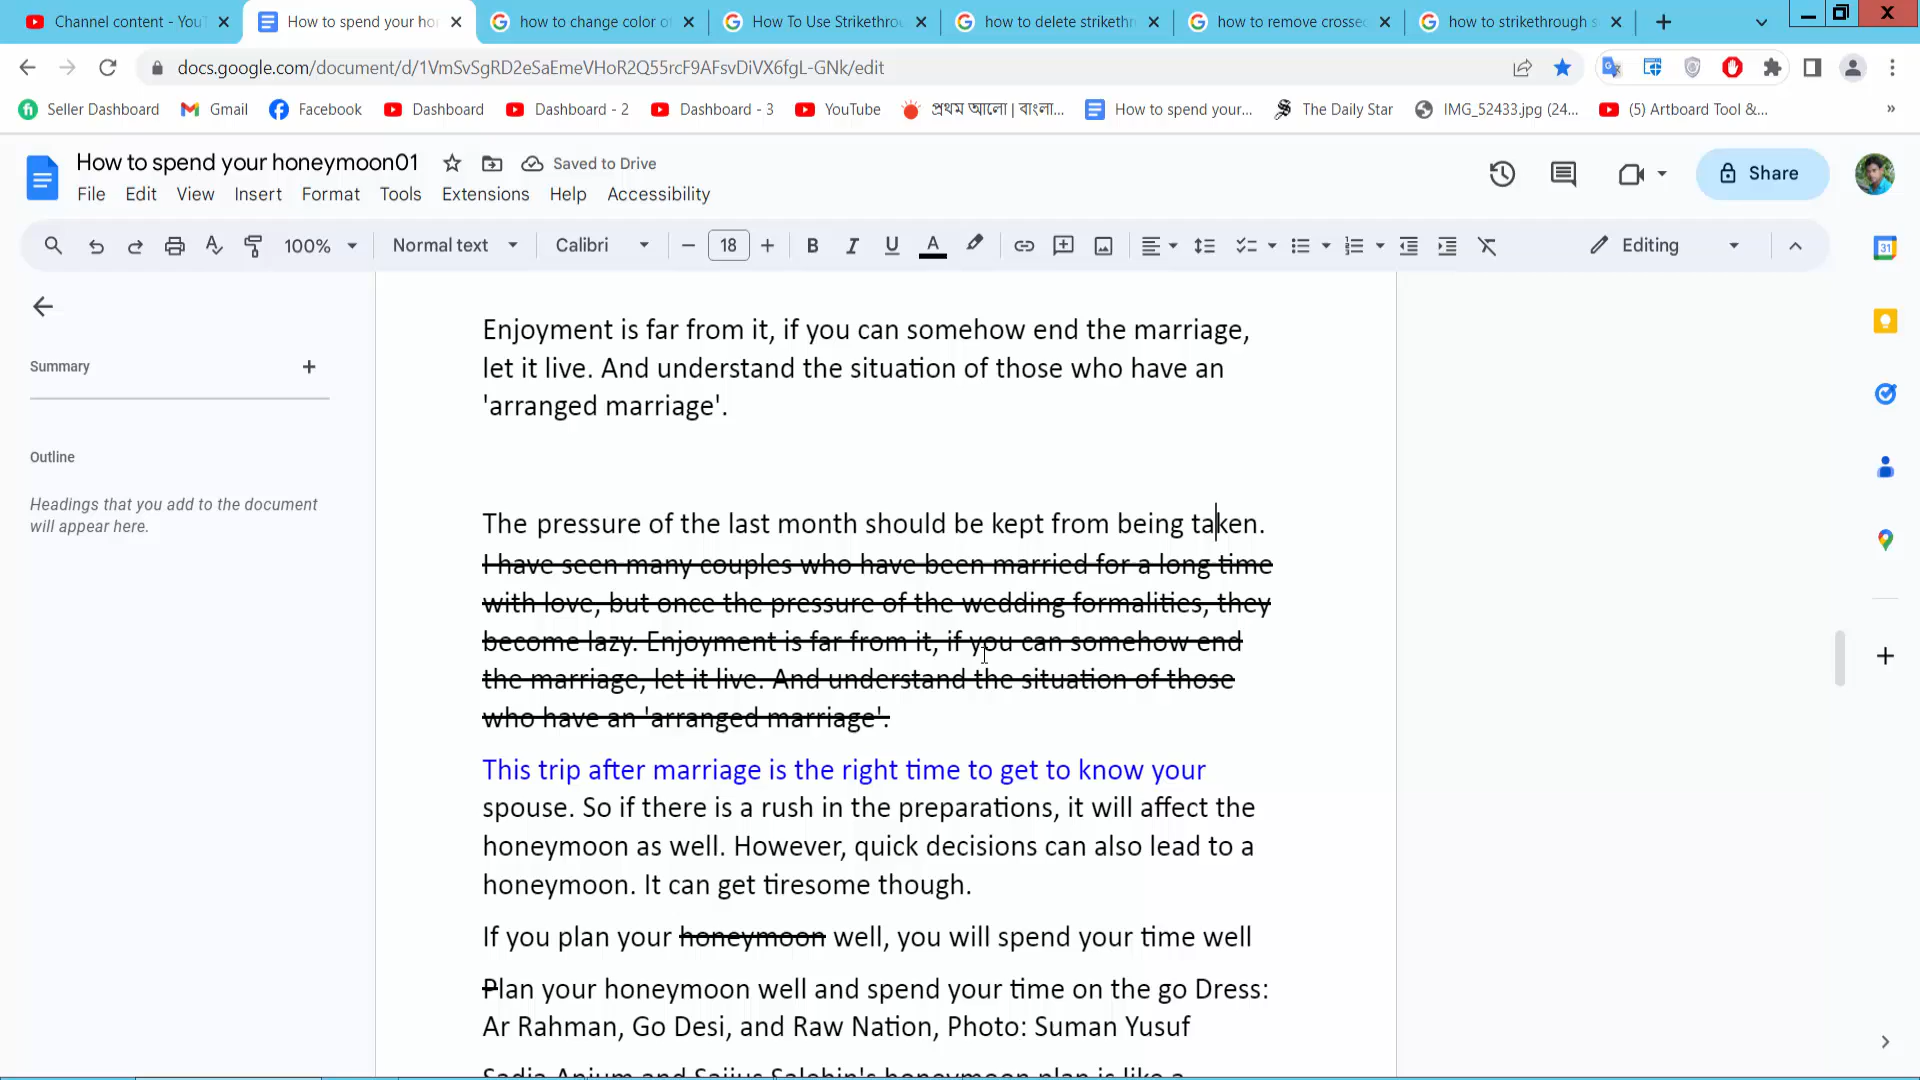 Channel content - YouT
How to spend your ho
how to change color o
How To Use Strikethrou
how to delete strikethr
how to remove crosse
how to strikethrough s
docs.google.com/document/d/1VmSvSgRD2eSaEmeVHoR2Q55rcF9AFsvDiVX6fgL-GNk/edit
Seller Dashboard
Gmail
Facebook
Dashboard
Dashboard - 2
Dashboard - 3
YouTube
প্রথম আলো | বাংলা...
How to spend your...
The Daily Star
IMG_52433.jpg (24...
(5) Artboard Tool &...
»
How to spend your honeymoon01
Saved to Drive
Share
File Edit View Insert Format Tools Extensions Help Accessibility
100% Normal text Calibri − 18 + B I U A Editing
31
Summary
Outline
Headings that you add to the document
will appear here.
Enjoyment is far from it, if you can somehow end the marriage,
let it live. And understand the situation of those who have an
'arranged marriage'.
The pressure of the last month should be kept from being taken.
I have seen many couples who have been married for a long time
with love, but once the pressure of the wedding formalities, they
become lazy. Enjoyment is far from it, if you can somehow end
the marriage, let it live. And understand the situation of those
who have an 'arranged marriage'.
This trip after marriage is the right time to get to know your
spouse. So if there is a rush in the preparations, it will affect the
honeymoon as well. However, quick decisions can also lead to a
honeymoon. It can get tiresome though.
If you plan your honeymoon well, you will spend your time well
Plan your honeymoon well and spend your time on the go Dress:
Ar Rahman, Go Desi, and Raw Nation, Photo: Suman Yusuf
Sadia Anjum and Saijus Salehin's honeymoon plan is like a